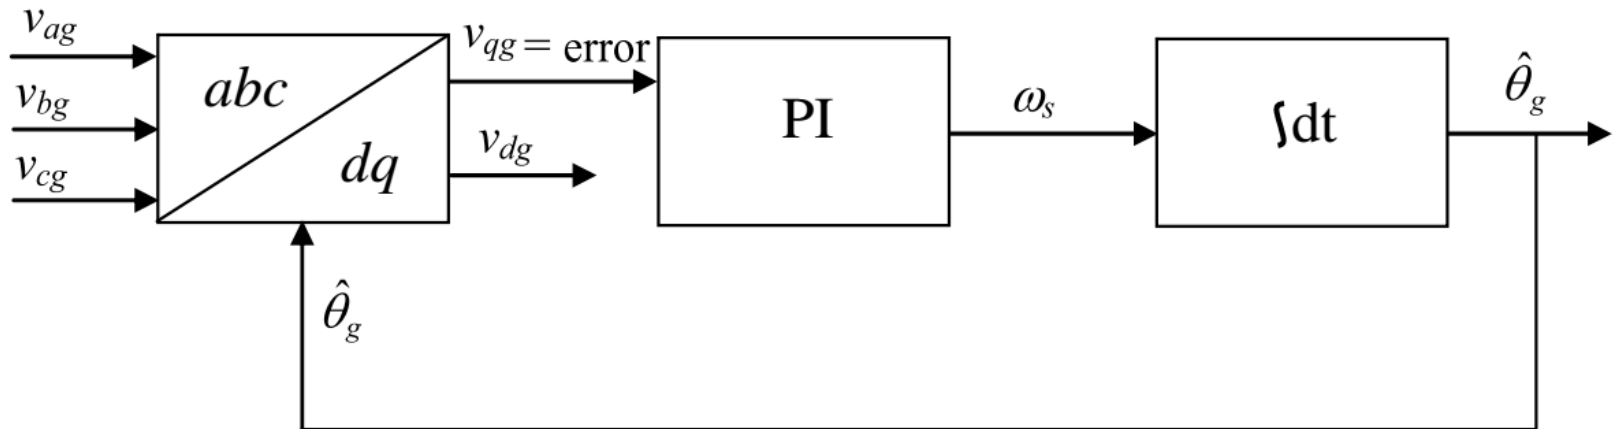 v_ag
v_bg
v_cg
abc
dq
v_qg = error
v_dg
PI
ω_s
∫dt
θ̂_g
θ̂_g